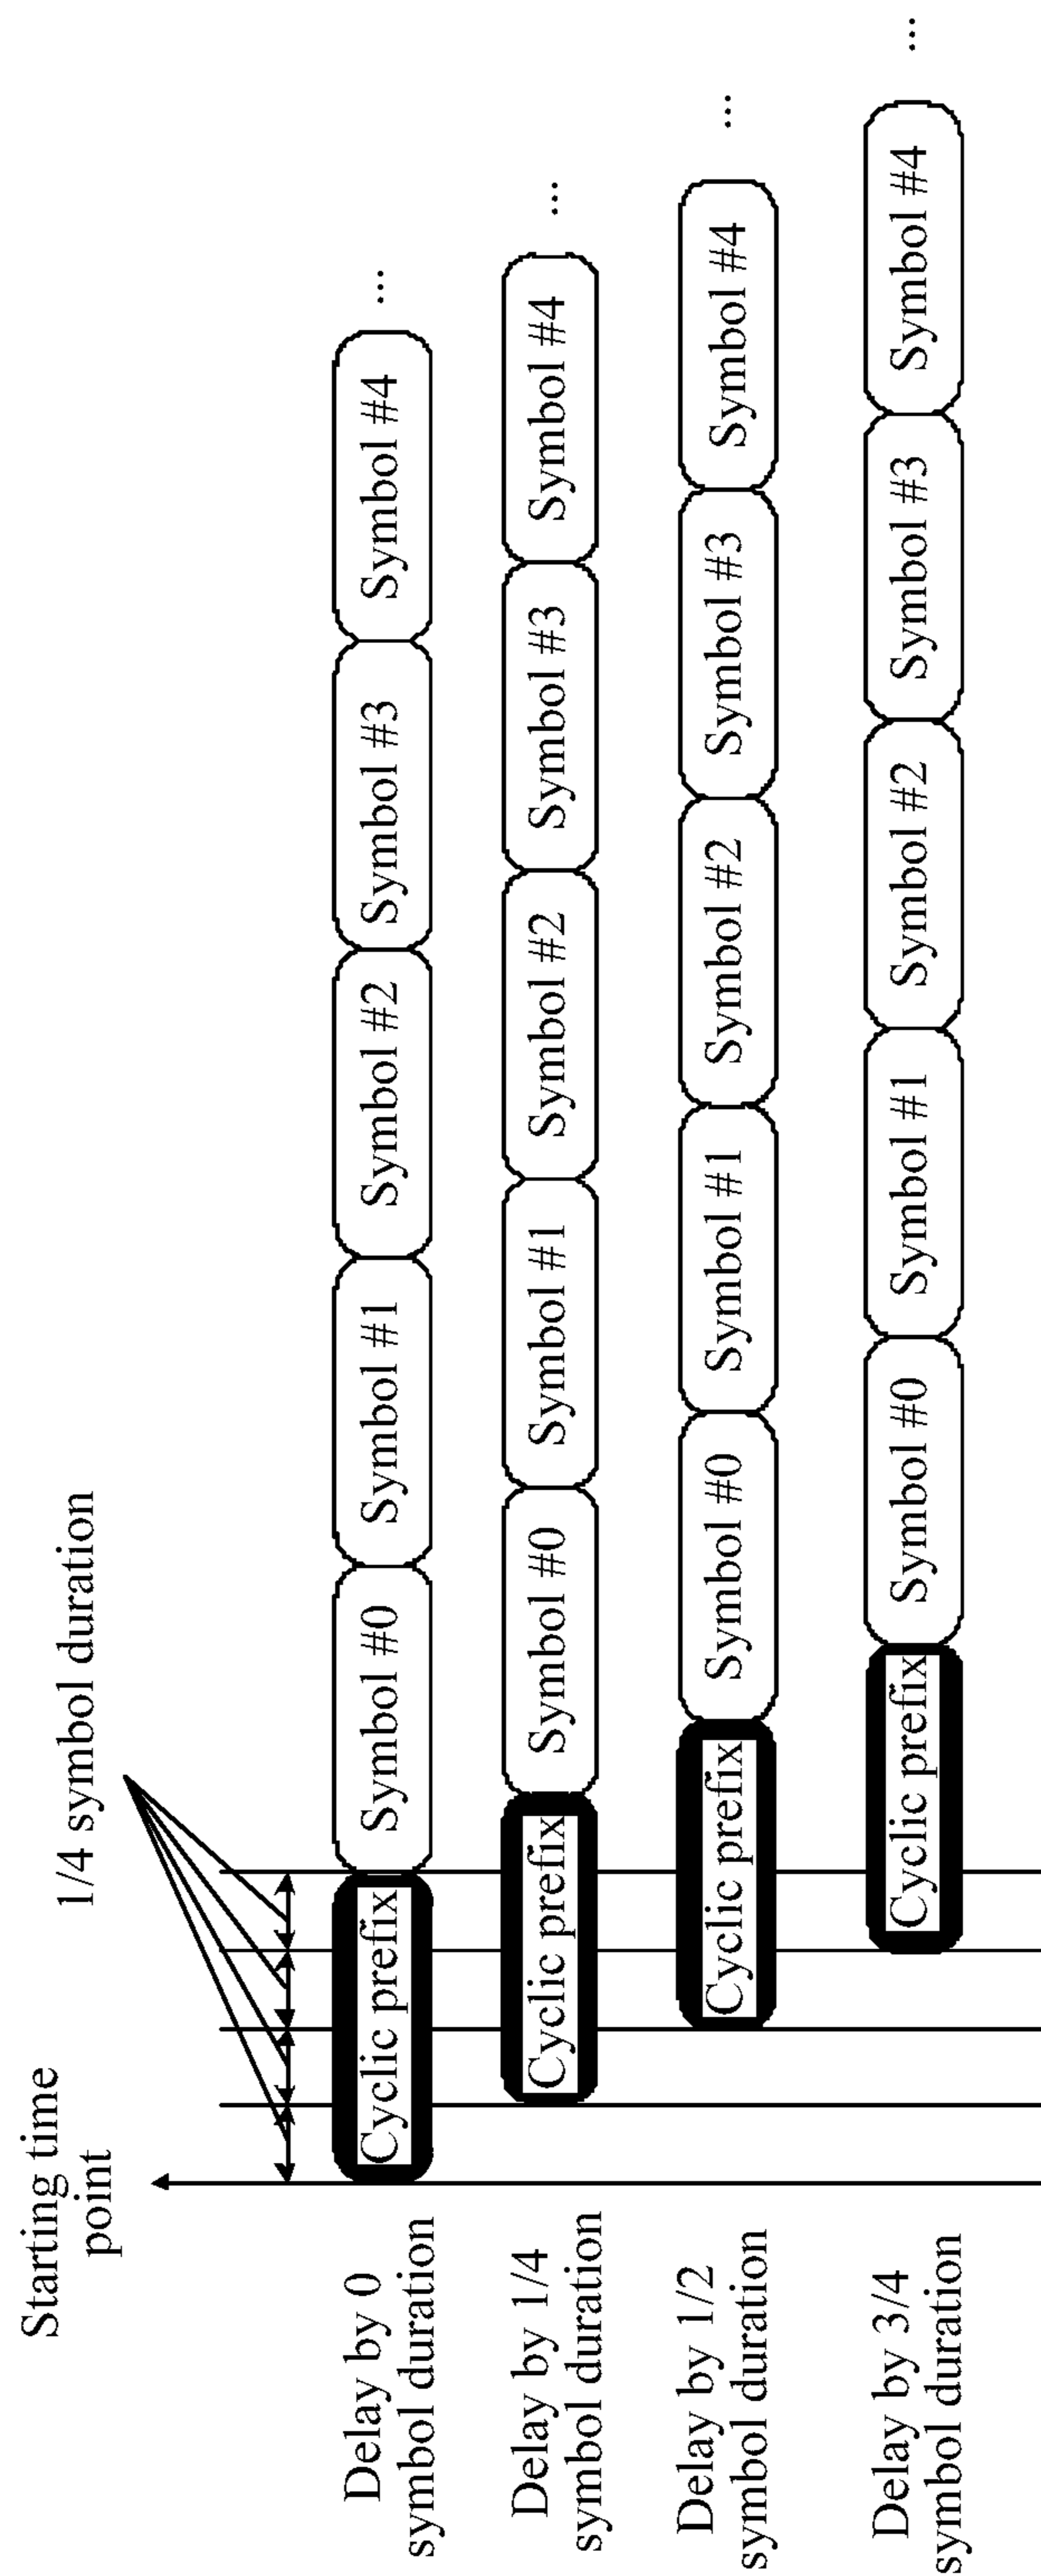 Starting time
point
1/4 symbol duration
Delay by 0
symbol duration
Cyclic prefix
Symbol #0
Symbol #1
Symbol #2
Symbol #3
Symbol #4
...
Delay by 1/4
symbol duration
Cyclic prefix
Symbol #0
Symbol #1
Symbol #2
Symbol #3
Symbol #4
...
Delay by 1/2
symbol duration
Cyclic prefix
Symbol #0
Symbol #1
Symbol #2
Symbol #3
Symbol #4
...
Delay by 3/4
symbol duration
Cyclic prefix
Symbol #0
Symbol #1
Symbol #2
Symbol #3
Symbol #4
...